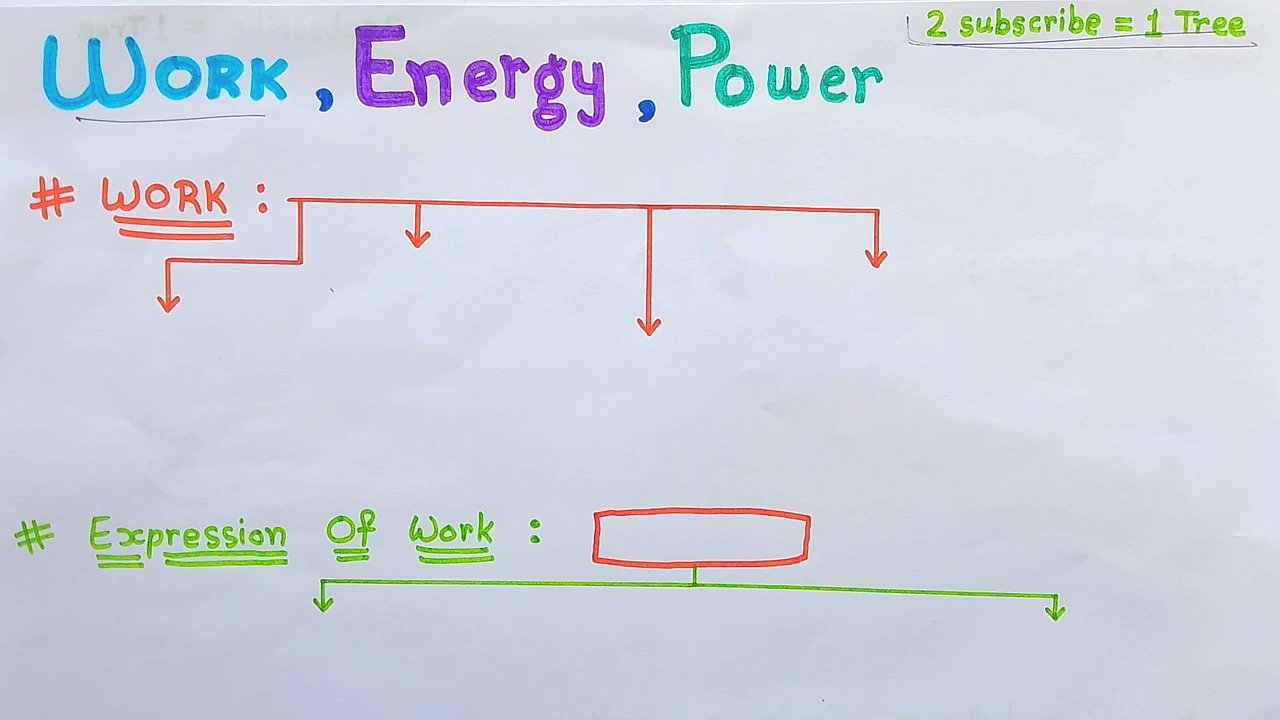 2 subscribe = 1 Tree
WORK, Energy, Power
# WORK :
# Expression Of Work :